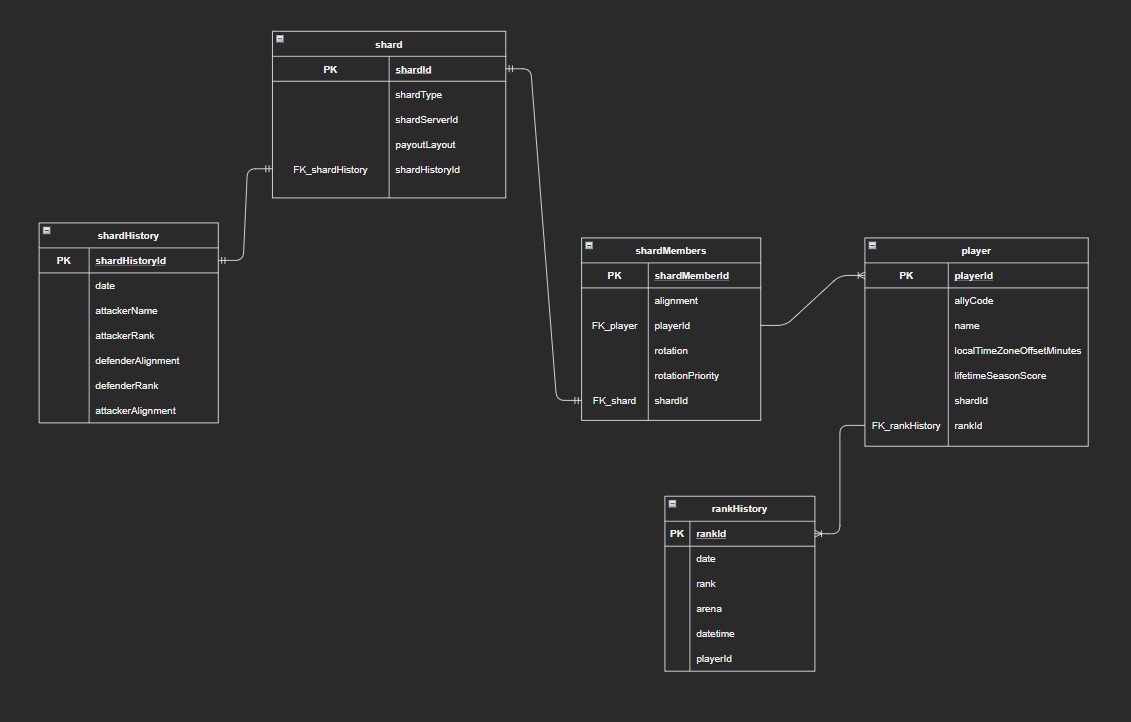 shard
PK shardId
shardType
shardServerId
payoutLayout
FK_shardHistory shardHistoryId
shardHistory
PK shardHistoryId
date
attackerName
attackerRank
defenderAlignment
defenderRank
attackerAlignment
shardMembers
PK shardMemberId
alignment
FK_player playerId
rotation
rotationPriority
FK_shard shardId
player
PK playerId
allyCode
name
localTimeZoneOffsetMinutes
lifetimeSeasonScore
shardId
FK_rankHistory rankId
rankHistory
PK rankId
date
rank
arena
datetime
playerId